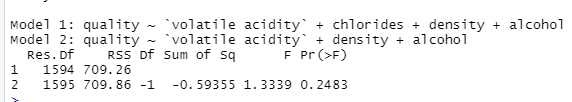 Model 1: quality ~ `volatile acidity` + chlorides + density + alcohol
Model 2: quality ~ `volatile acidity` + density + alcohol
Res.Df RSS Df Sum of Sq F Pr(>F)
1 1594 709.26
2 1595 709.86 -1 -0.59355 1.3339 0.2483
>